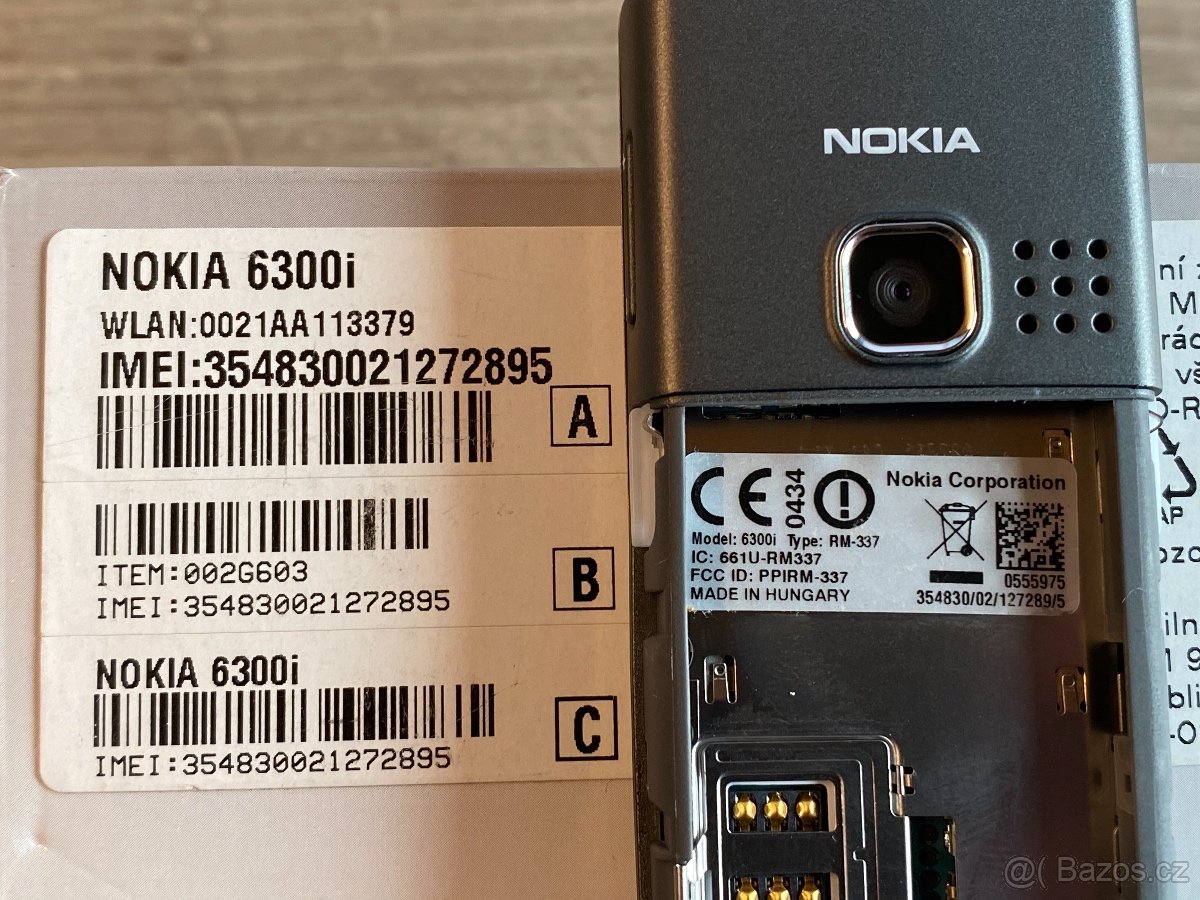 NOKIA 6300i
WLAN:0021AA113379
IMEI:354830021272895
A
ITEM:002G603
IMEI:354830021272895
B
NOKIA 6300i
IMEI:354830021272895
C
NOKIA
CE 0434
Nokia Corporation
Model: 6300i Type: RM-337
IC: 661U-RM337
FCC ID: PPIRM-337
MADE IN HUNGARY
0555975
354830/02/127289/5
ní
M
@( Bazos.cz